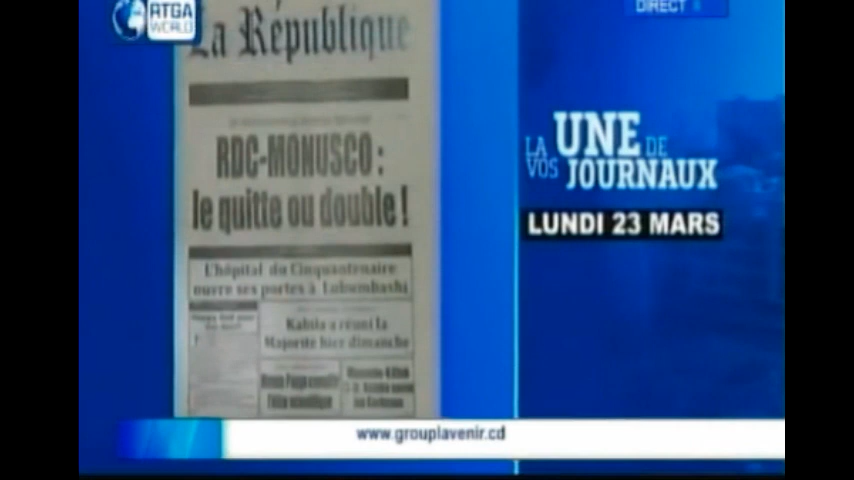 RTGA
WORLD
DIRECT
La République
RDC-MONUSCO :
le quitte ou double !
L'hôpital du Cinquantenaire
ouvre ses portes à Lubumbashi
Kabila a réuni la
Majorité hier dimanche
LA UNE DE
VOS JOURNAUX
LUNDI 23 MARS
www.grouplavenir.cd